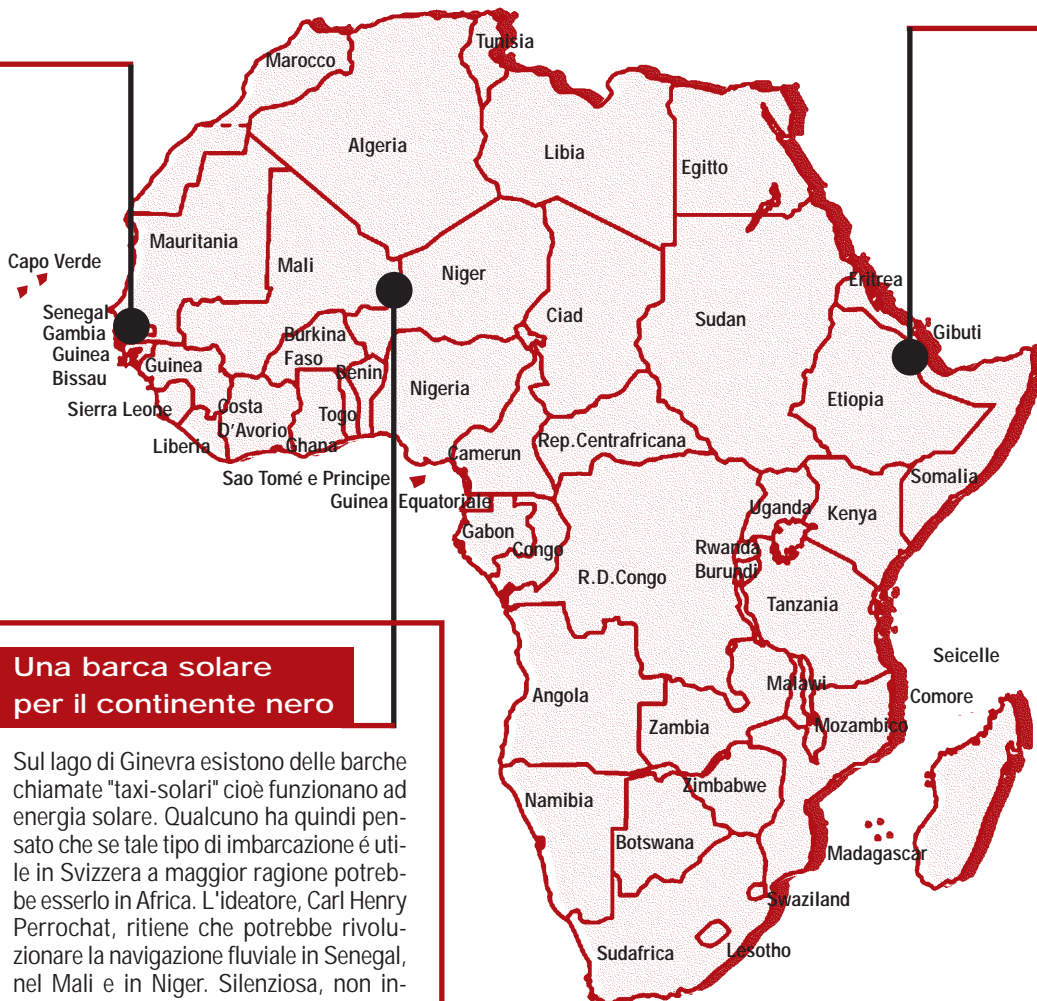 Tunisia
Marocco
Algeria
Libia
Egitto
Mauritania
Capo Verde
Mali
Niger
Eritrea
Senegal
Ciad
Sudan
Gambia
Burkina
Faso
Gibuti
Guinea
Bissau
Guinea
Benin
Nigeria
Etiopia
Sierra Leone
Costa
D'Avorio
Togo
Liberia
Ghana
Camerun
Rep.Centrafricana
Sao Tomé e Principe
Somalia
Guinea Equatoriale
Uganda
Kenya
Gabon
Congo
Rwanda
Burundi
R.D.Congo
Tanzania
Seicelle
Angola
Malawi
Comore
Zambia
Mozambico
Zimbabwe
Namibia
Botswana
Madagascar
Swaziland
Sudafrica
Lesotho
Una barca solare
per il continente nero
Sul lago di Ginevra esistono delle barche
chiamate "taxi-solari" cioè funzionano ad
energia solare. Qualcuno ha quindi pen-
sato che se tale tipo di imbarcazione é uti-
le in Svizzera a maggior ragione potreb-
be esserlo in Africa. L'ideatore, Carl Henry
Perrochat, ritiene che potrebbe rivolu-
zionare la navigazione fluviale in Senegal,
nel Mali e in Niger. Silenziosa, non in-